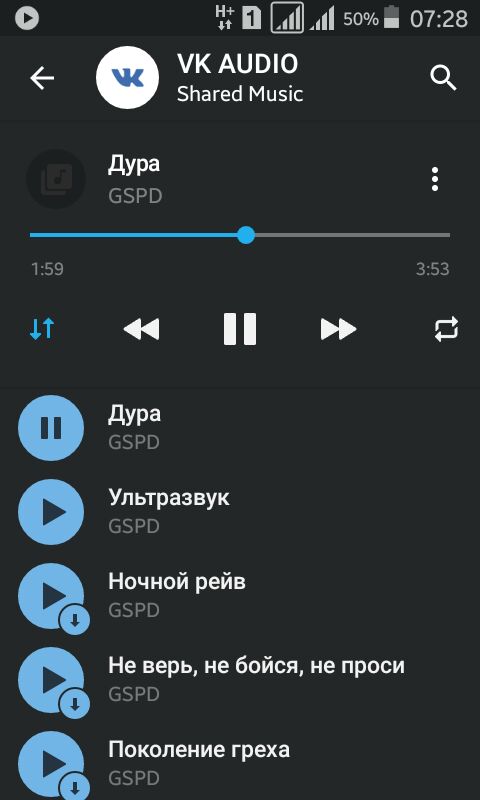 H+ 1 50% 07:28
VK AUDIO
Shared Music
Дура
GSPD
1:59 3:53
Дура
GSPD
Ультразвук
GSPD
Ночной рейв
GSPD
Не верь, не бойся, не проси
GSPD
Поколение греха
GSPD